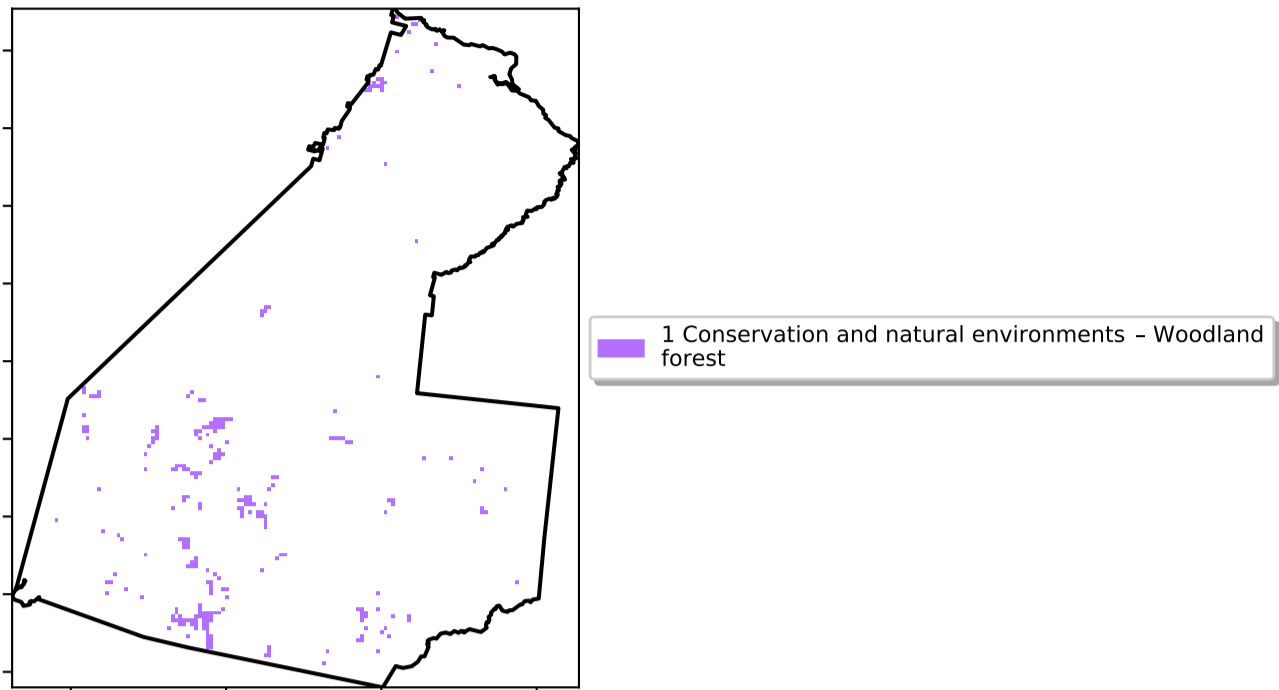 1 Conservation and natural environments – Woodland
forest